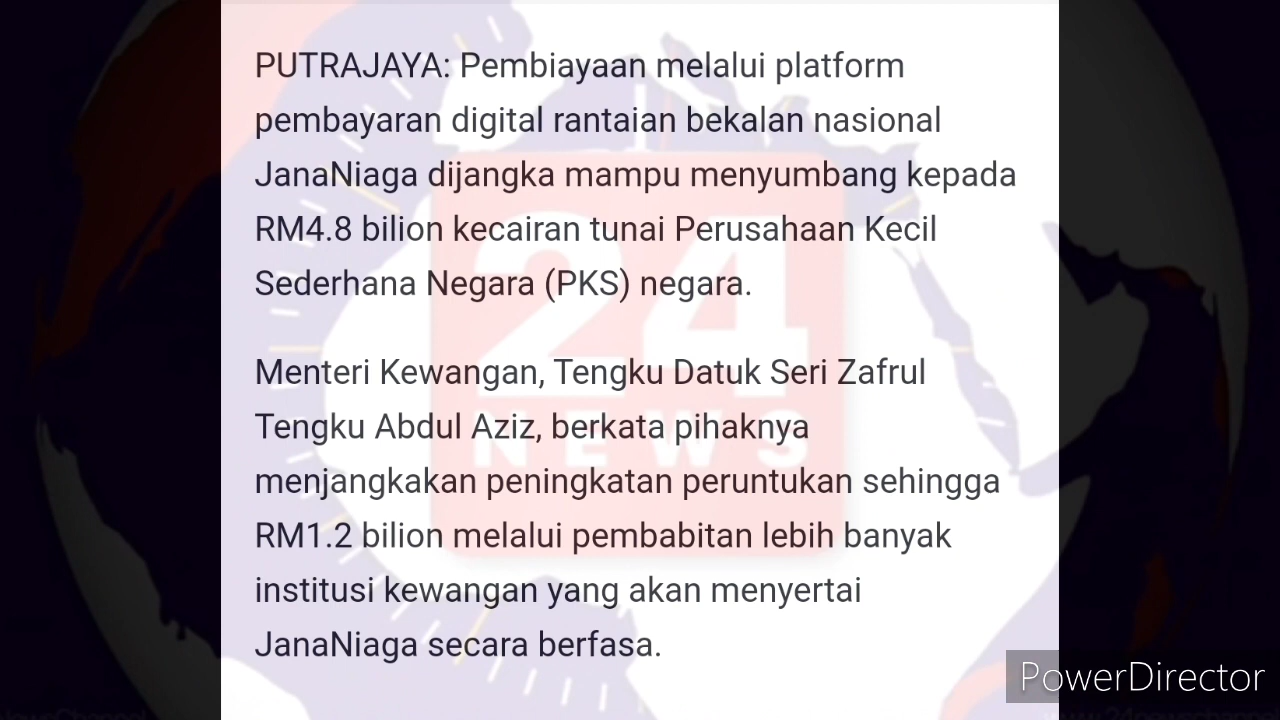 PUTRAJAYA: Pembiayaan melalui platform
pembayaran digital rantaian bekalan nasional
JanaNiaga dijangka mampu menyumbang kepada
RM4.8 bilion kecairan tunai Perusahaan Kecil
Sederhana Negara (PKS) negara.
Menteri Kewangan, Tengku Datuk Seri Zafrul
Tengku Abdul Aziz, berkata pihaknya
menjangkakan peningkatan peruntukan sehingga
RM1.2 bilion melalui pembabitan lebih banyak
institusi kewangan yang akan menyertai
JanaNiaga secara berfasa.
24
NEWS
PowerDirector